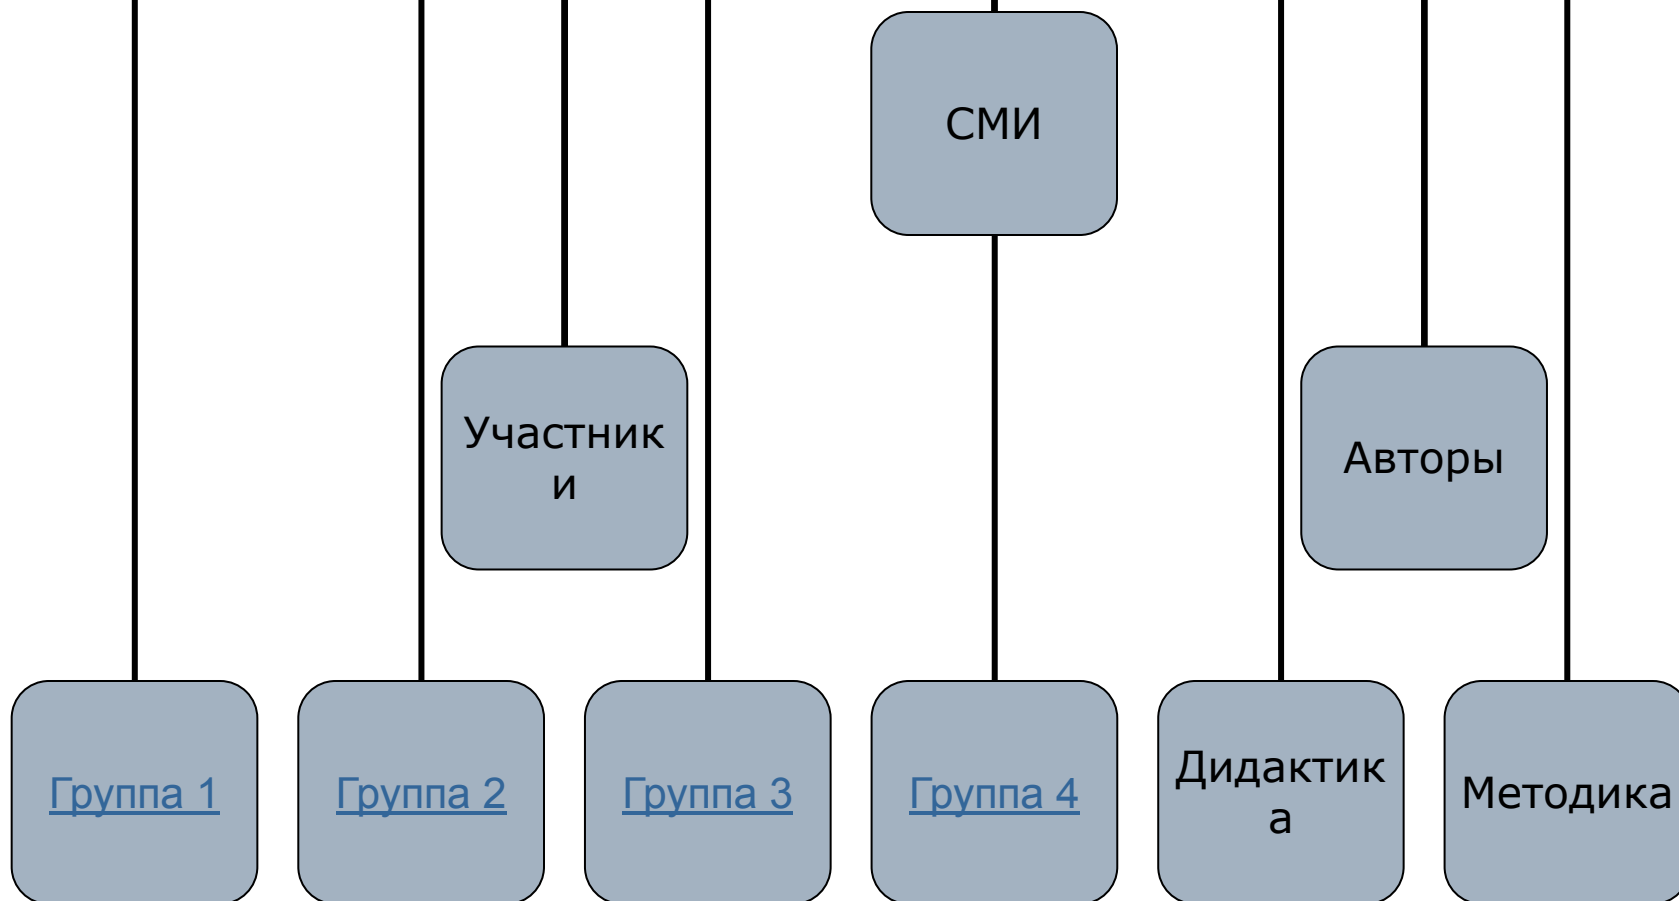 СМИ
Участник
и
Авторы
Группа 1
Группа 2
Группа 3
Группа 4
Дидактик
а
Методика